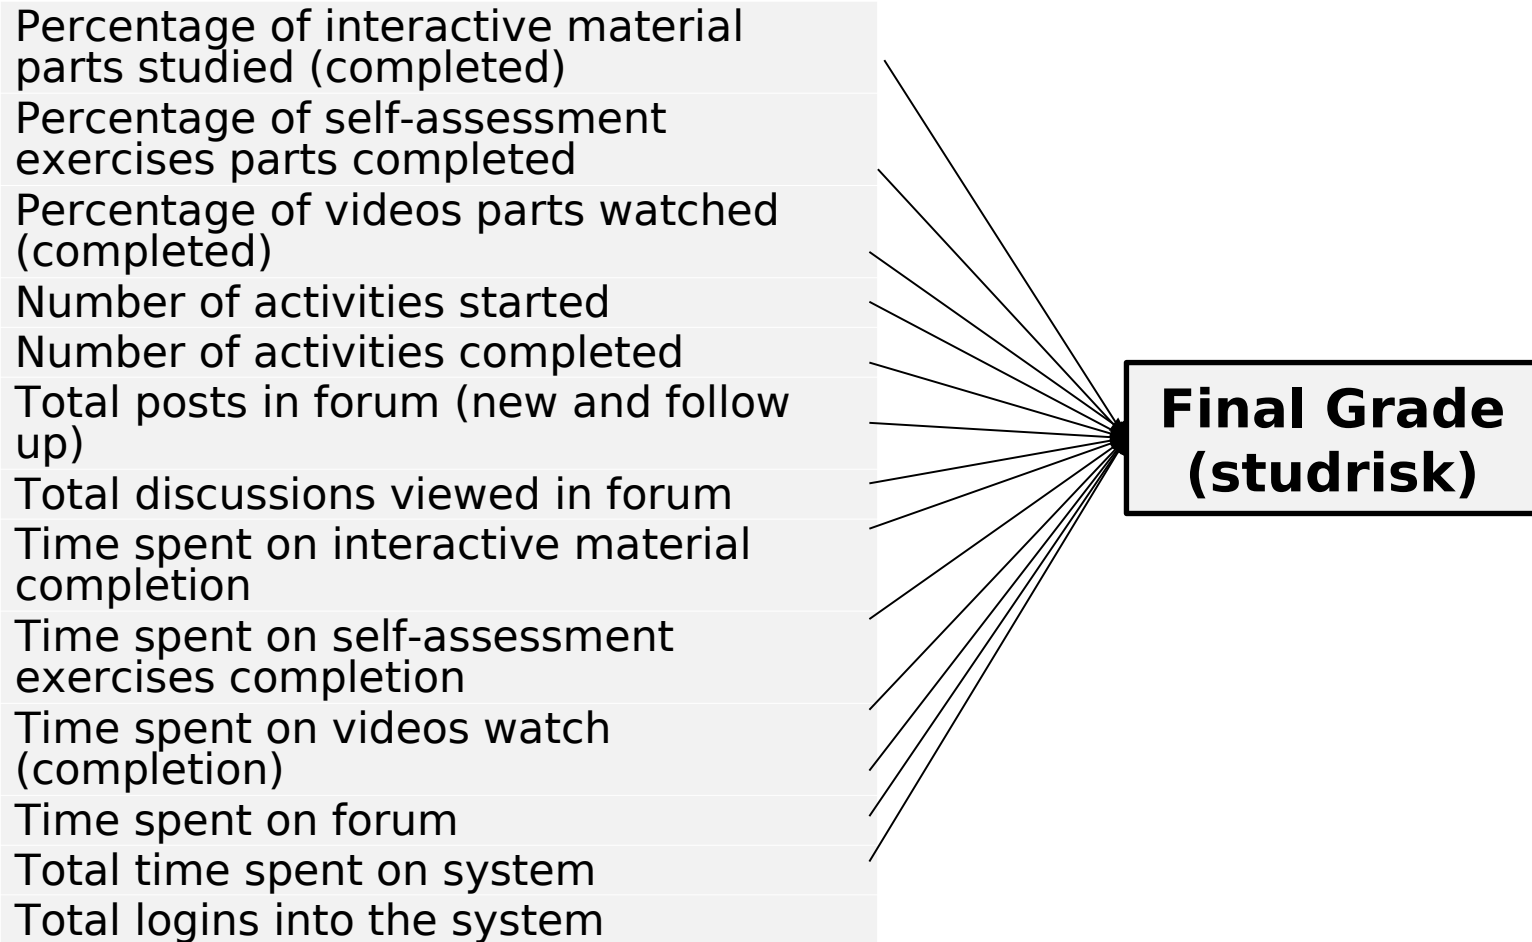 Percentage of interactive material
parts studied (completed)
Percentage of self-assessment
exercises parts completed
Percentage of videos parts watched
(completed)
Number of activities started
Number of activities completed
Total posts in forum (new and follow
up)
Total discussions viewed in forum
Time spent on interactive material
completion
Time spent on self-assessment
exercises completion
Time spent on videos watch
(completion)
Time spent on forum
Total time spent on system
Total logins into the system
Final Grade
(studrisk)